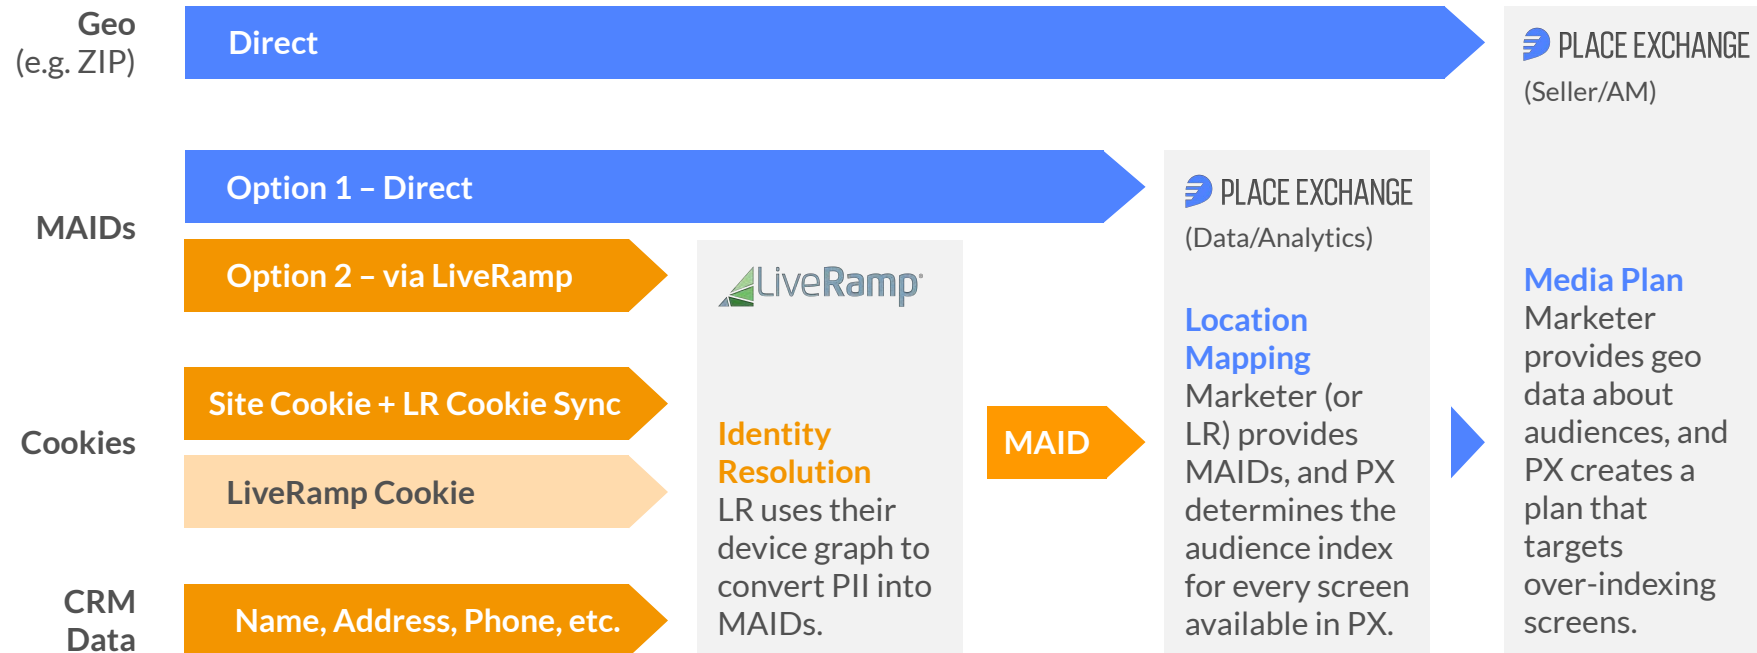 Geo
(e.g. ZIP)
Direct
PLACE EXCHANGE
(Seller/AM)
Media Plan
Marketer
provides geo
data about
audiences, and
PX creates a
plan that
targets
over-indexing
screens.
MAIDs
Option 1 – Direct
Option 2 – via LiveRamp
PLACE EXCHANGE
(Data/Analytics)
Location
Mapping
Marketer (or
LR) provides
MAIDs, and PX
determines the
audience index
for every screen
available in PX.
LiveRamp
Identity
Resolution
LR uses their
device graph to
convert PII into
MAIDs.
MAID
Cookies
Site Cookie + LR Cookie Sync
LiveRamp Cookie
CRM
Data
Name, Address, Phone, etc.